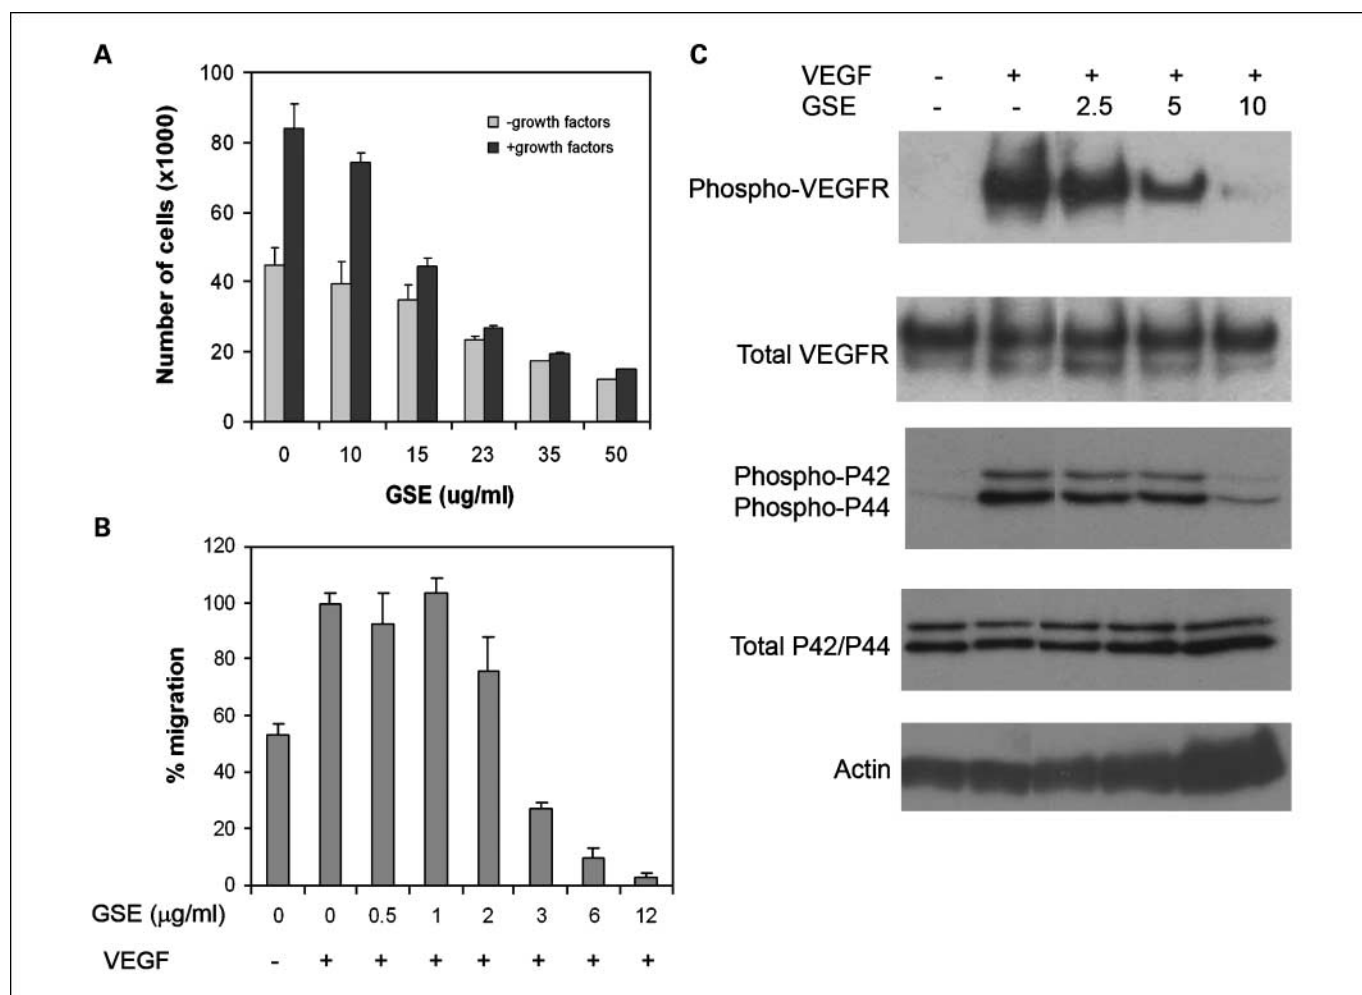 A
100
80
60
40
20
0
Number of cells (x1000)
-growth factors
+growth factors
0 10 15 23 35 50
GSE (ug/ml)
B
120
100
80
60
40
20
0
% migration
GSE (μg/ml) 0 0 0.5 1 2 3 6 12
VEGF - + + + + + + +
C
VEGF - + + + +
GSE - - 2.5 5 10
Phospho-VEGFR
Total VEGFR
Phospho-P42
Phospho-P44
Total P42/P44
Actin